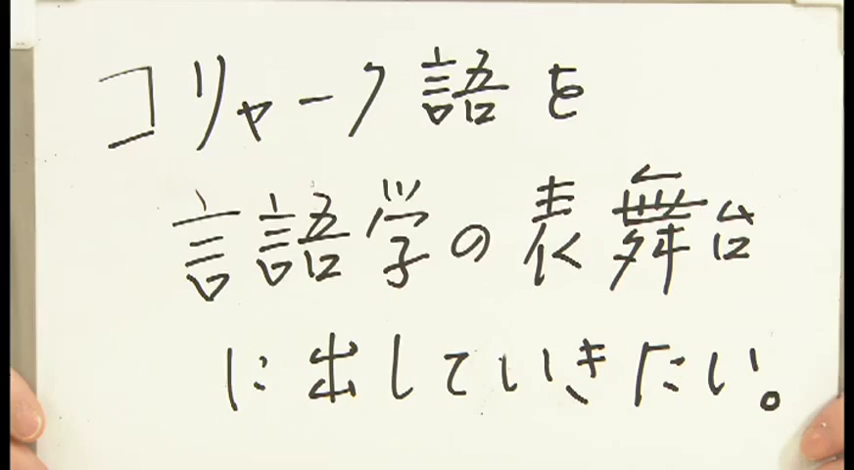 コリャーク語を
言語学の表舞台
に出していきたい。